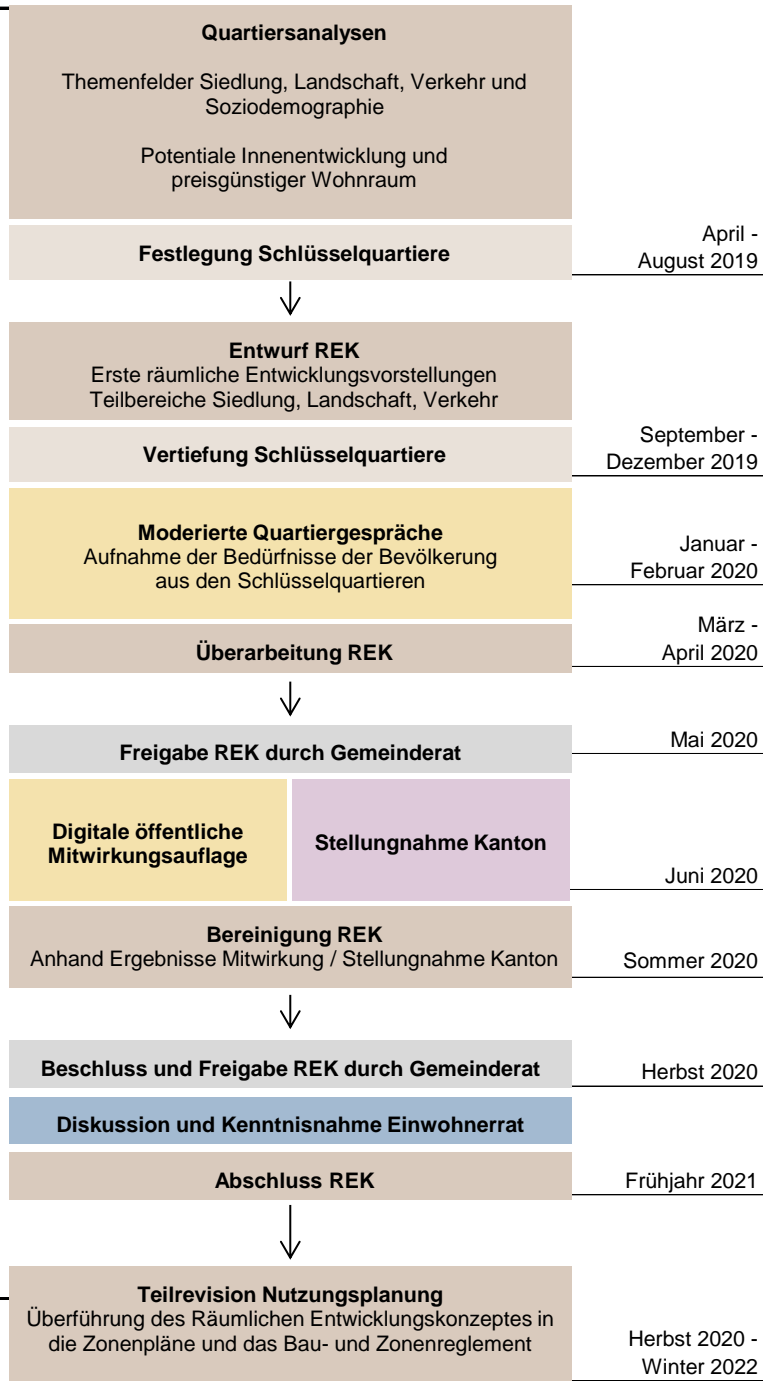 Quartiersanalysen
Themenfelder Siedlung, Landschaft, Verkehr und
Soziodemographie
Potentiale Innenentwicklung und
preisgünstiger Wohnraum
Festlegung Schlüsselquartiere
April -
August 2019
Entwurf REK
Erste räumliche Entwicklungsvorstellungen
Teilbereiche Siedlung, Landschaft, Verkehr
Vertiefung Schlüsselquartiere
September -
Dezember 2019
Moderierte Quartiergespräche
Aufnahme der Bedürfnisse der Bevölkerung
aus den Schlüsselquartieren
Januar -
Februar 2020
Überarbeitung REK
März -
April 2020
Freigabe REK durch Gemeinderat
Mai 2020
Digitale öffentliche
Mitwirkungsauflage
Stellungnahme Kanton
Juni 2020
Bereinigung REK
Anhand Ergebnisse Mitwirkung / Stellungnahme Kanton
Sommer 2020
Beschluss und Freigabe REK durch Gemeinderat
Herbst 2020
Diskussion und Kenntnisnahme Einwohnerrat
Abschluss REK
Frühjahr 2021
Teilrevision Nutzungsplanung
Überführung des Räumlichen Entwicklungskonzeptes in
die Zonenpläne und das Bau- und Zonenreglement
Herbst 2020 -
Winter 2022